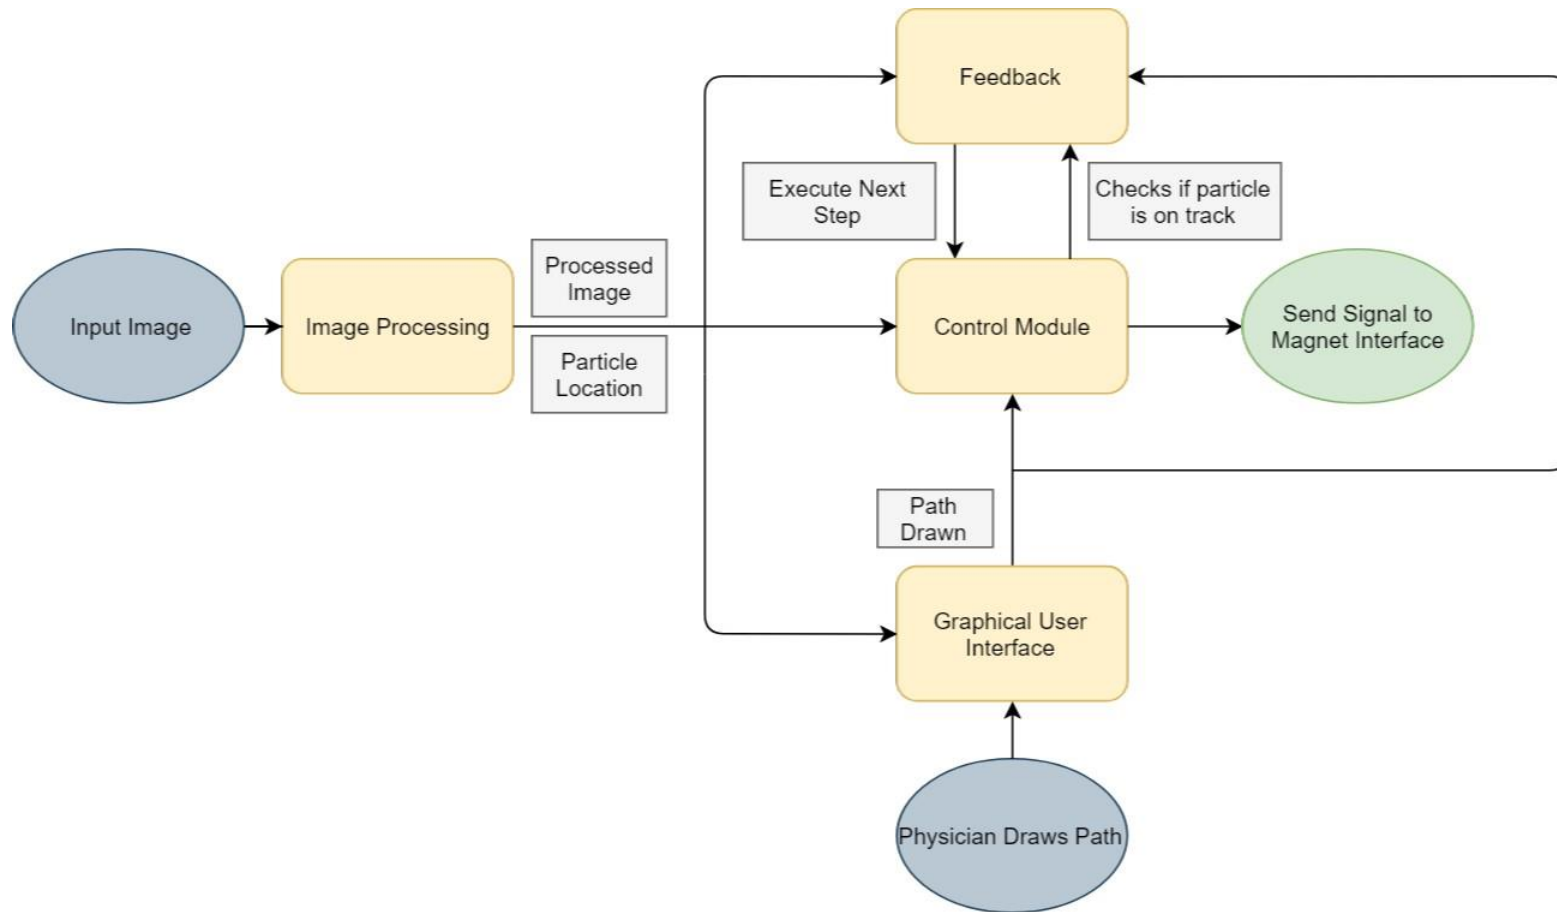 Feedback
Execute Next
Step
Checks if particle
is on track
Processed
Image
Input Image
Image Processing
Control Module
Send Signal to
Magnet Interface
Particle
Location
Path
Drawn
Graphical User
Interface
Physician Draws Path